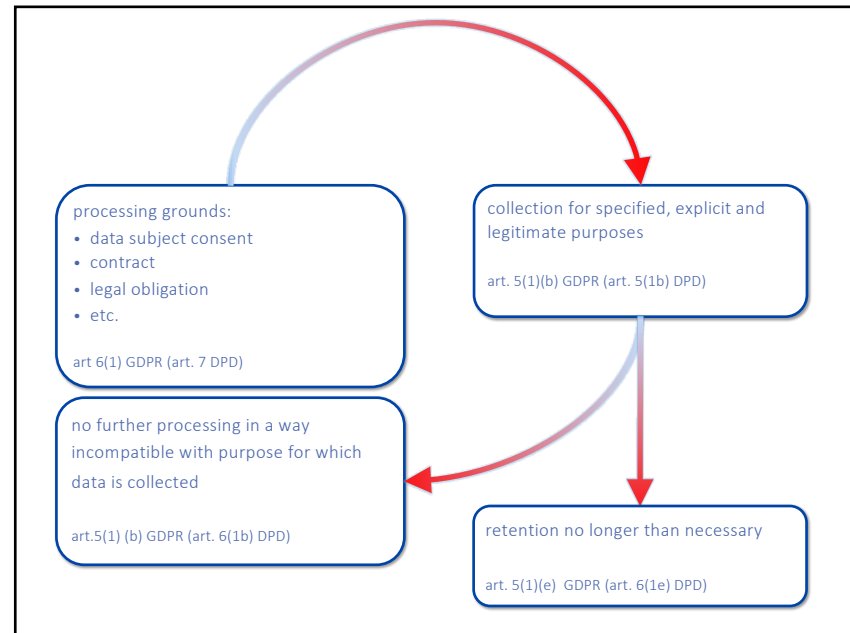 processing grounds:
• data subject consent
• contract
• legal obligation
• etc.
art 6(1) GDPR (art. 7 DPD)
collection for specified, explicit and
legitimate purposes
art. 5(1)(b) GDPR (art. 5(1b) DPD)
no further processing in a way
incompatible with purpose for which
data is collected
art.5(1) (b) GDPR (art. 6(1b) DPD)
retention no longer than necessary
art. 5(1)(e) GDPR (art. 6(1e) DPD)